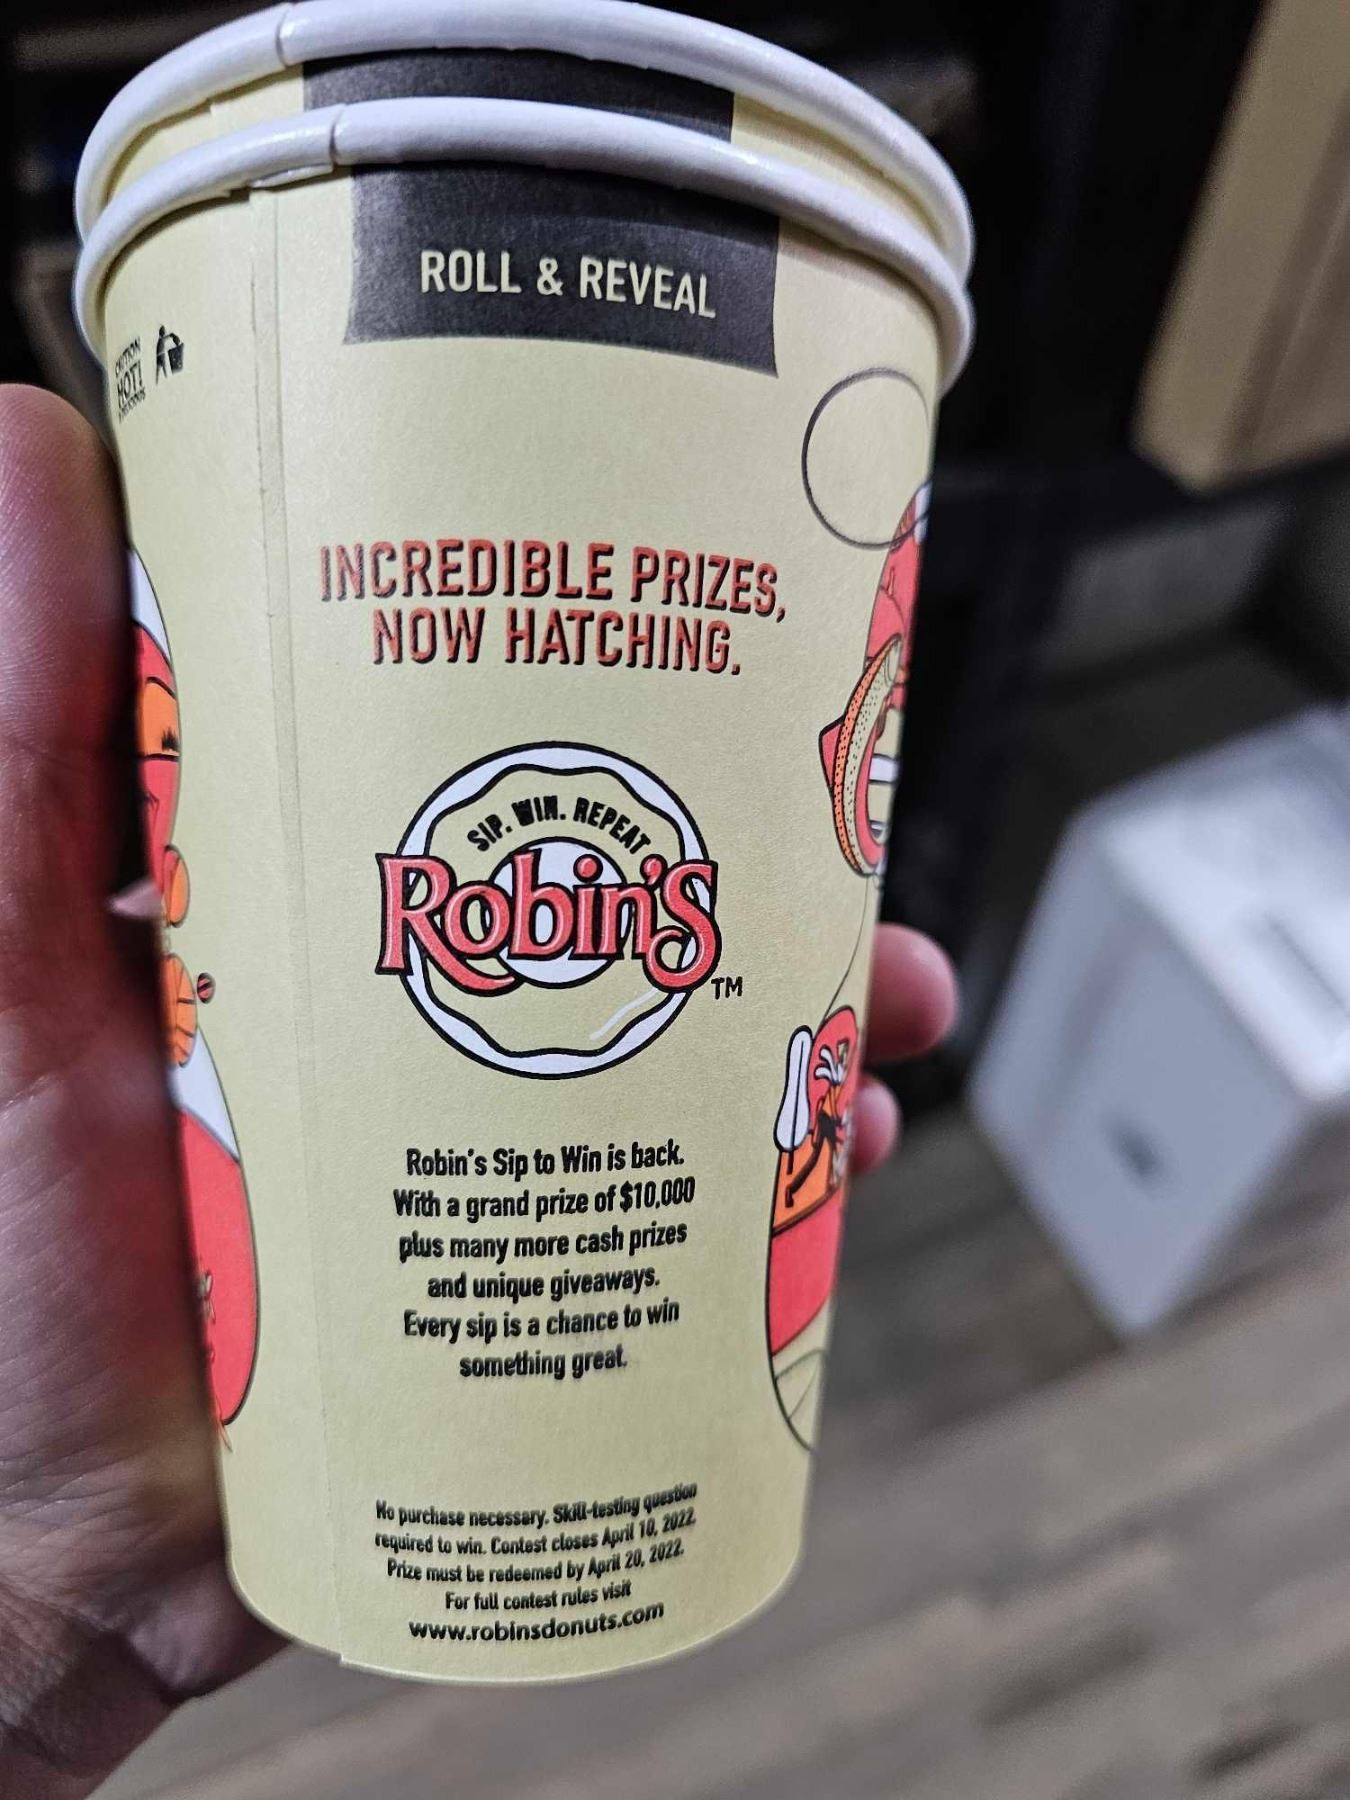 ROLL & REVEAL
CAUTION
HOT!
INCREDIBLE PRIZES,
NOW HATCHING.
SIP. WIN. REPEAT
Robin's
TM
Robin's Sip to Win is back.
With a grand prize of $10,000
plus many more cash prizes
and unique giveaways.
Every sip is a chance to win
something great.
No purchase necessary. Skill-testing question
required to win. Contest closes April 10, 2022.
Prize must be redeemed by April 20, 2022.
For full contest rules visit
www.robinsdonuts.com